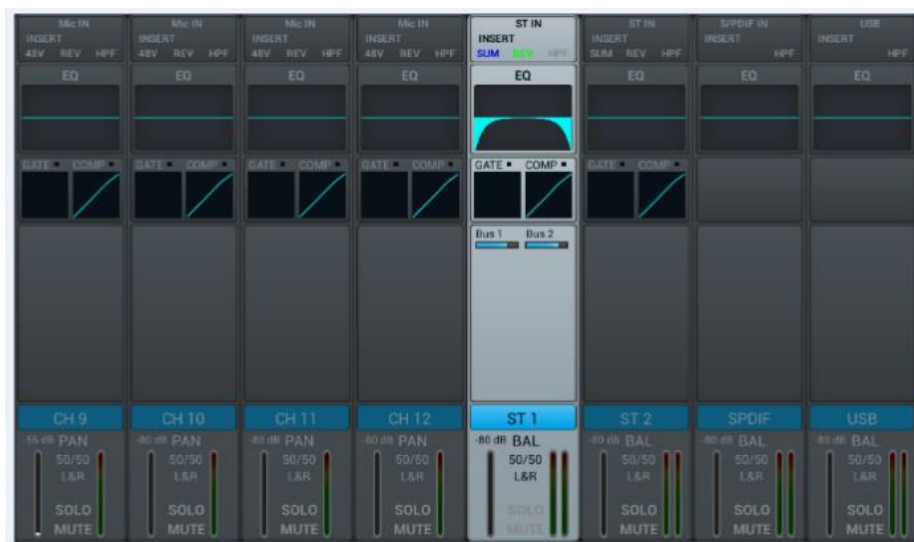 Mic IN Mic IN Mic IN Mic IN ST IN ST IN S/PDIF IN USB
INSERT INSERT INSERT INSERT INSERT INSERT INSERT INSERT
48V REV HPF 48V REV HPF 48V REV HPF 48V REV HPF SUM REV HPF SUM REV HPF HPF HPF
EQ EQ EQ EQ EQ EQ EQ EQ
GATE COMP GATE COMP GATE COMP GATE COMP GATE COMP GATE COMP
Bus 1 Bus 2
CH 9 CH 10 CH 11 CH 12 ST 1 ST 2 SPDIF USB
-55 dB PAN -80 dB PAN -80 dB PAN -80 dB PAN -80 dB BAL -80 dB BAL -80 dB BAL -80 dB BAL
50/50 50/50 50/50 50/50 50/50 50/50 50/50 50/50
L&R L&R L&R L&R L&R L&R L&R L&R
SOLO SOLO SOLO SOLO SOLO SOLO SOLO SOLO
MUTE MUTE MUTE MUTE MUTE MUTE MUTE MUTE